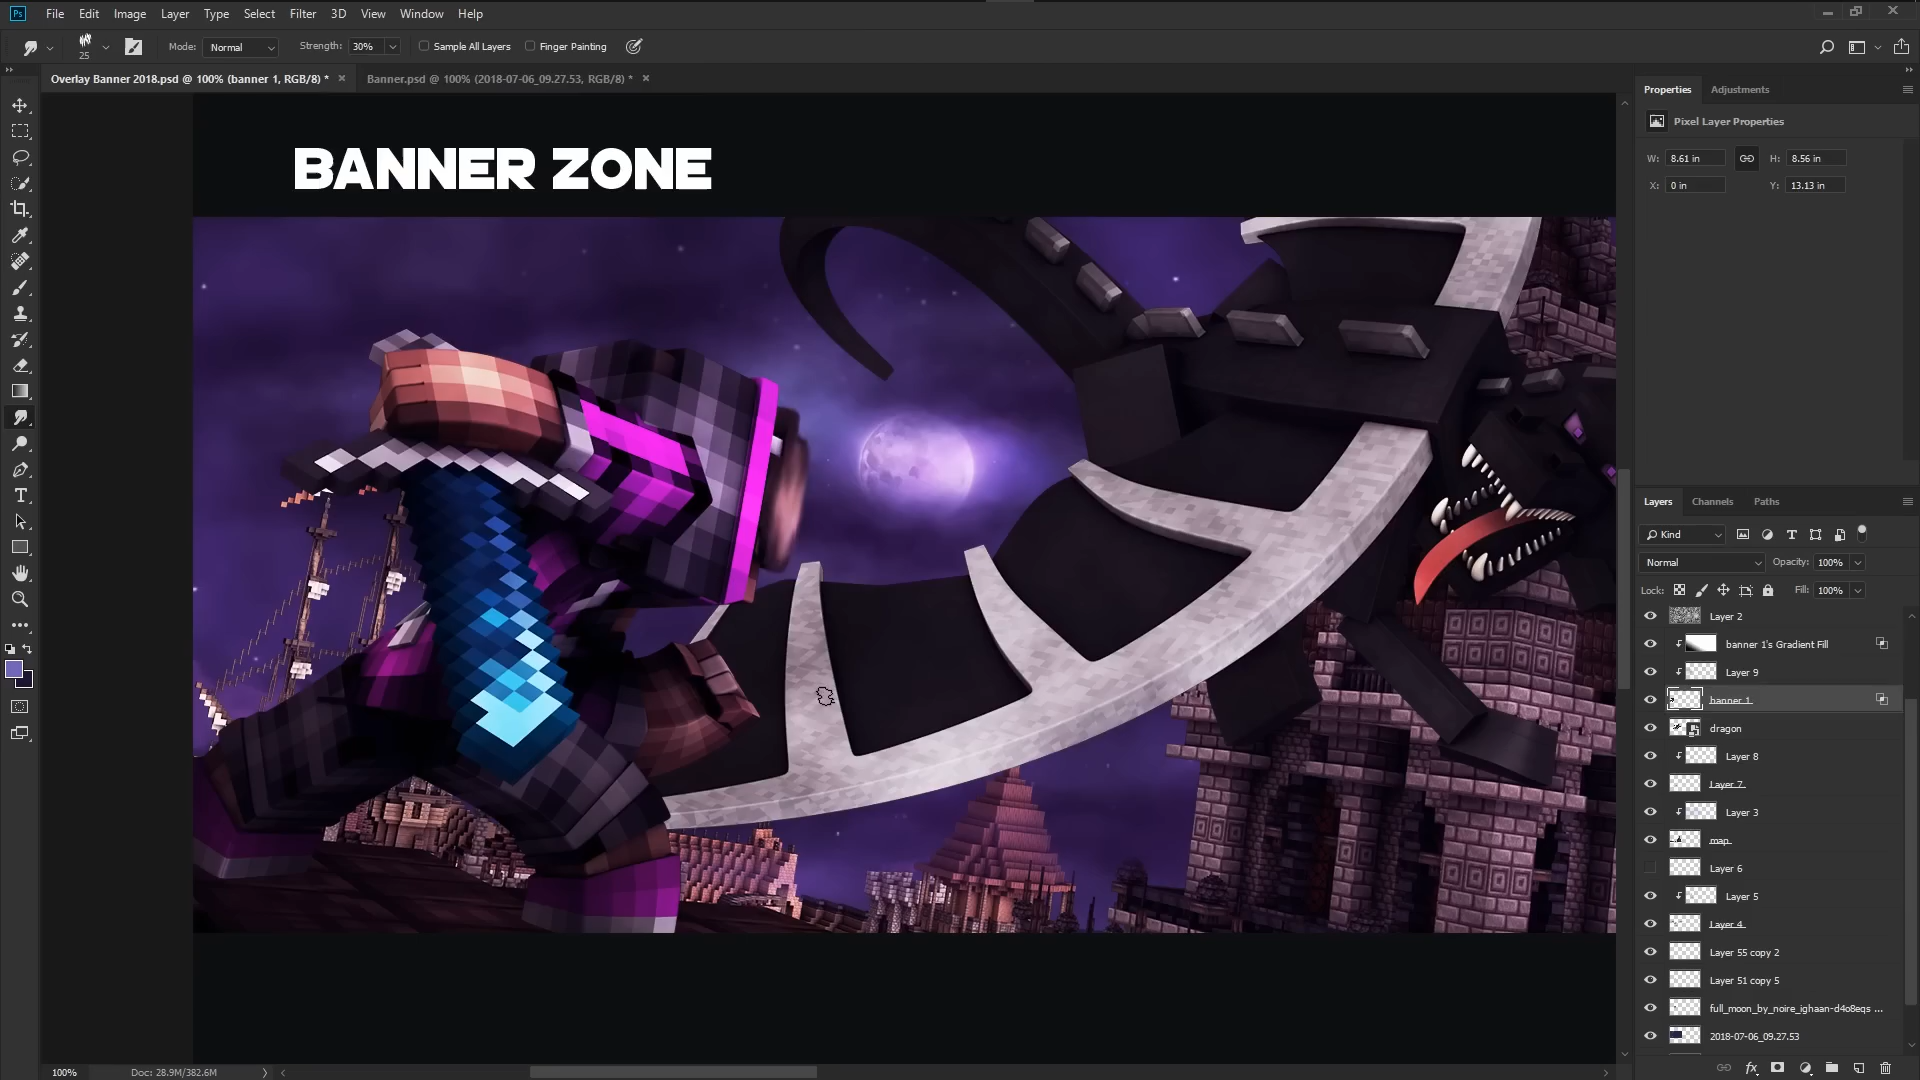 Ps File Edit Image Layer Type Select Filter 3D View Window Help
25 Mode: Normal Strength: 30% Sample All Layers Finger Painting
Overlay Banner 2018.psd @ 100% (banner 1, RGB/8) * × Banner.psd @ 100% (2018-07-06_09.27.53, RGB/8) * ×
BANNER ZONE
Properties Adjustments
Pixel Layer Properties
W: 8.61 in H: 8.56 in
X: 0 in Y: 13.13 in
Layers Channels Paths
Kind
Normal Opacity: 100%
Lock: Fill: 100%
Layer 2
banner 1's Gradient Fill
Layer 9
banner 1
dragon
Layer 8
Layer 7
Layer 3
map
Layer 6
Layer 5
Layer 4
Layer 55 copy 2
Layer 51 copy 5
full_moon_by_noire_ighaan-d4o8eqs ...
2018-07-06_09.27.53
fx
100% Doc: 28.9M/382.6M